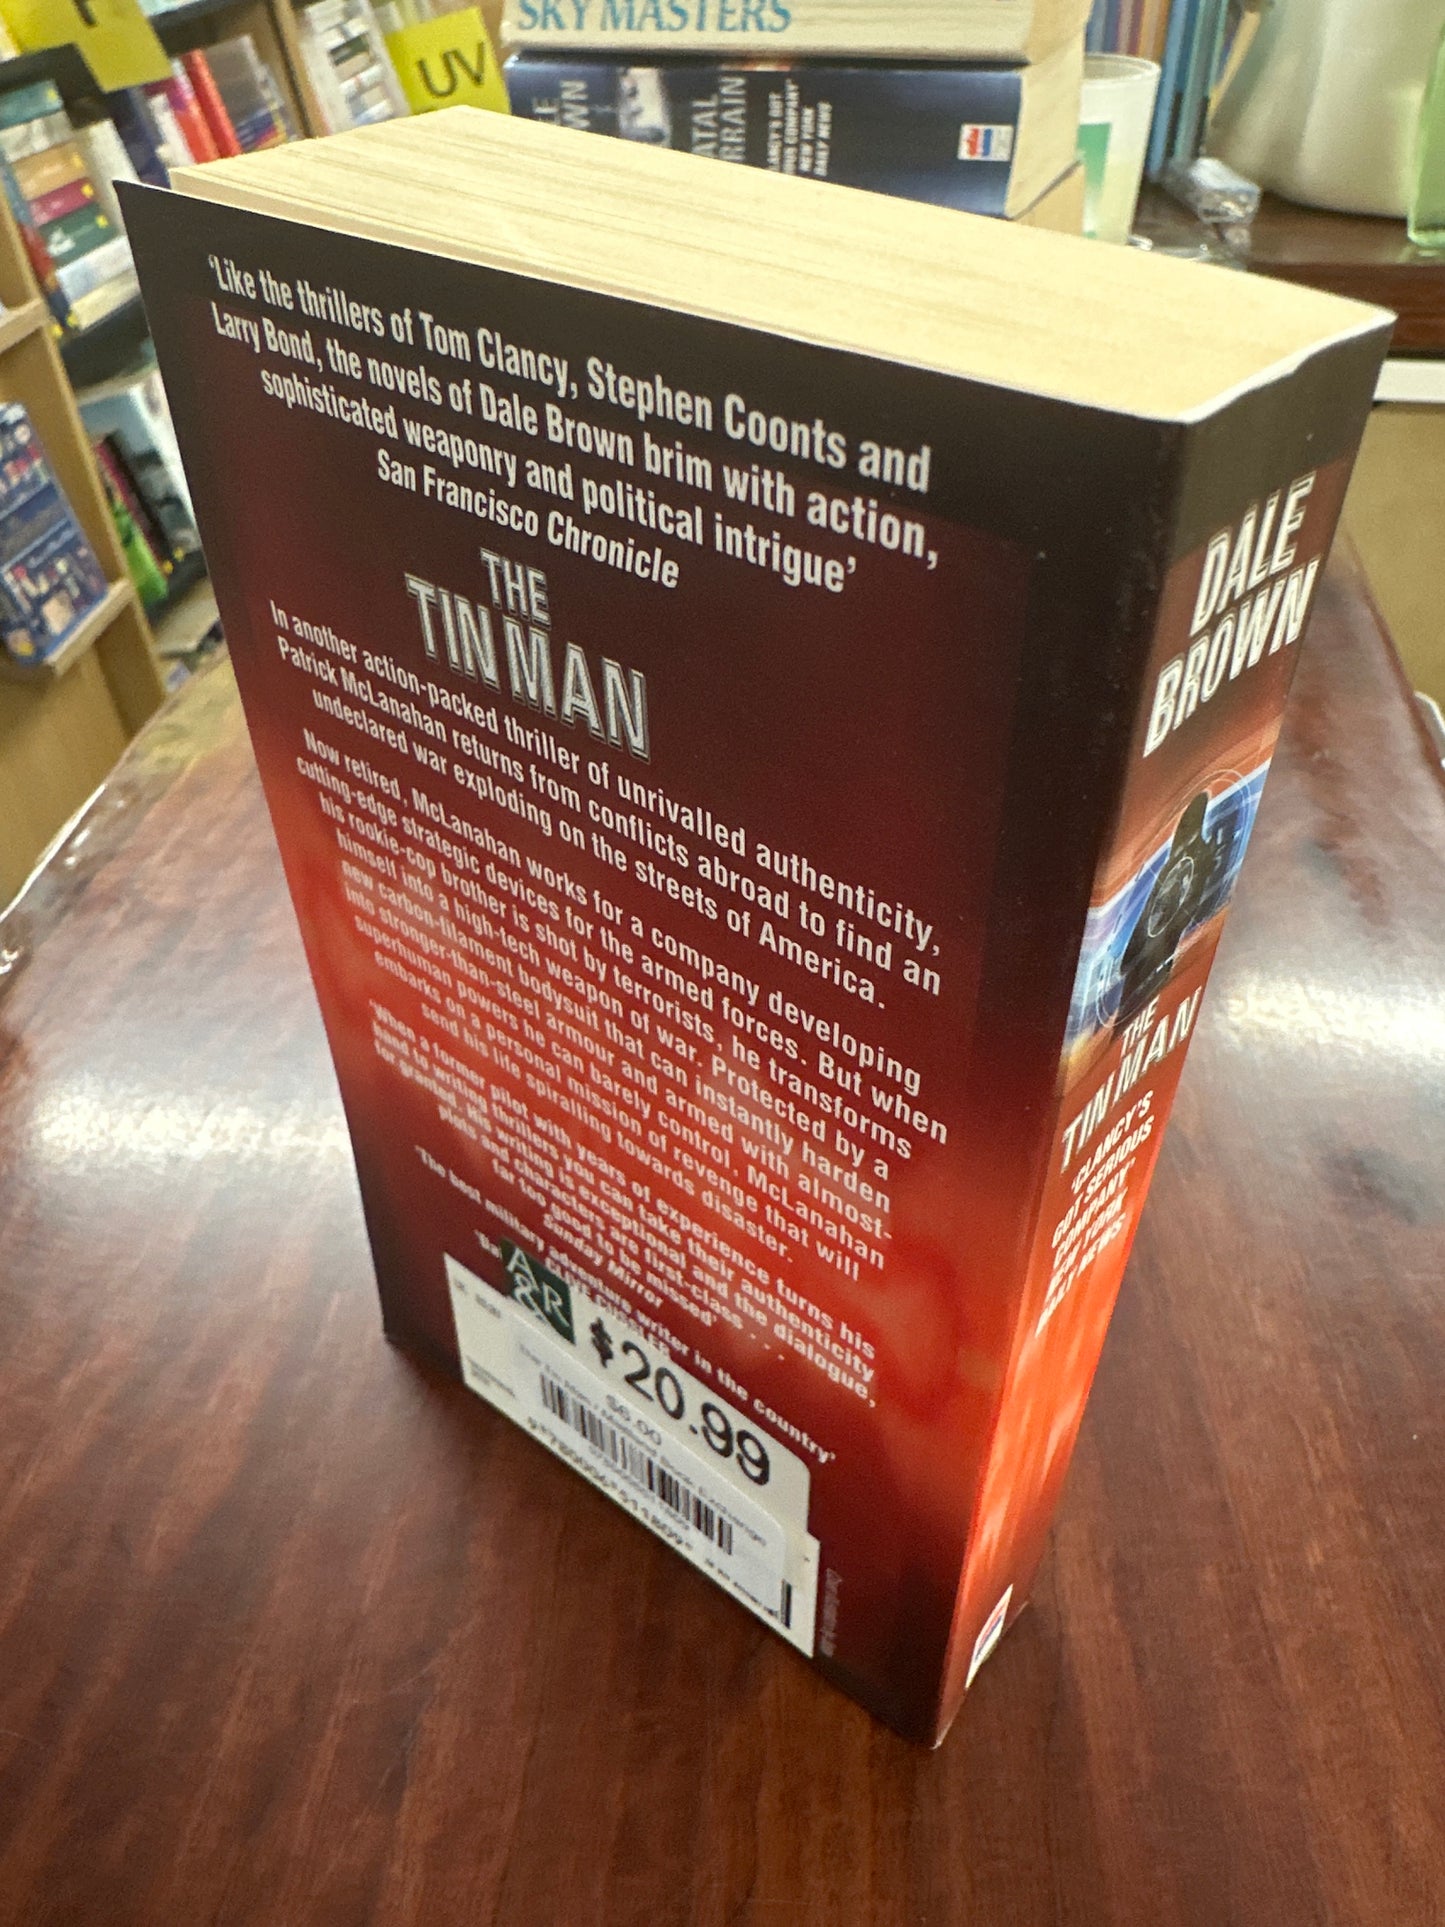 UV
SKY MASTERS
'Like the thrillers of Tom Clancy, Stephen Coonts and
Larry Bond, the novels of Dale Brown brim with action,
sophisticated weaponry and political intrigue'
San Francisco Chronicle
THE
TIN MAN
In another action-packed thriller of unrivalled authenticity,
Patrick McLanahan returns from conflicts abroad to find an
undeclared war exploding on the streets of America.
Now retired, McLanahan works for a company developing
cutting-edge strategic devices for the armed forces. But when
his rookie-cop brother is shot by terrorists, he transforms
himself into a high-tech weapon of war. Protected by a
new carbon-filament bodysuit that can instantly harden
into stronger-than-steel armour and armed with almost-
superhuman powers he can barely control, McLanahan
embarks on a personal mission of revenge that will
send his life spiralling towards disaster.
'When a former pilot with years of experience turns his
hand to writing thrillers you can take their authenticity
for granted. His writing is exceptional and the dialogue,
plots and characters are first-class . . .
far too good to be missed'
Sunday Mirror
'The best military adventure writer in the country'
CLIVE CUSSLER
A&R
$20.99
$6.00
DALE
BROWN
THE
TIN MAN
'CLANCY'S
GOT SERIOUS
COMPANY'
NEW YORK
DAILY NEWS